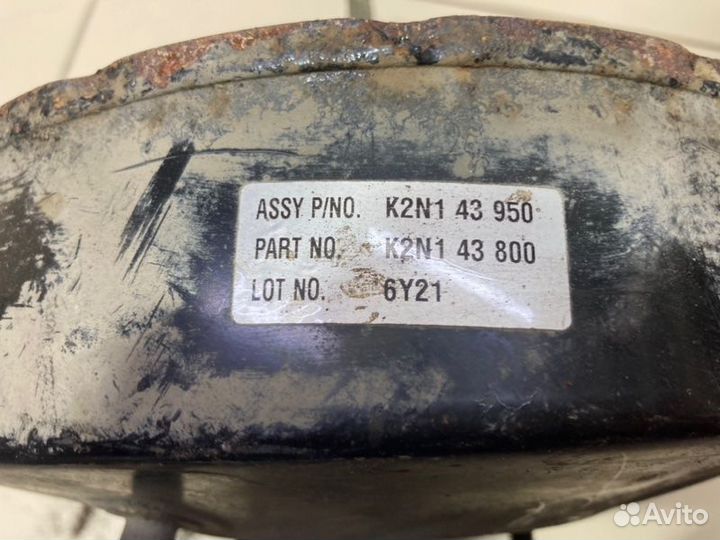 ASSY P/NO. K2N1 43 950
PART NO. K2N1 43 800
LOT NO. 6Y21
Avito